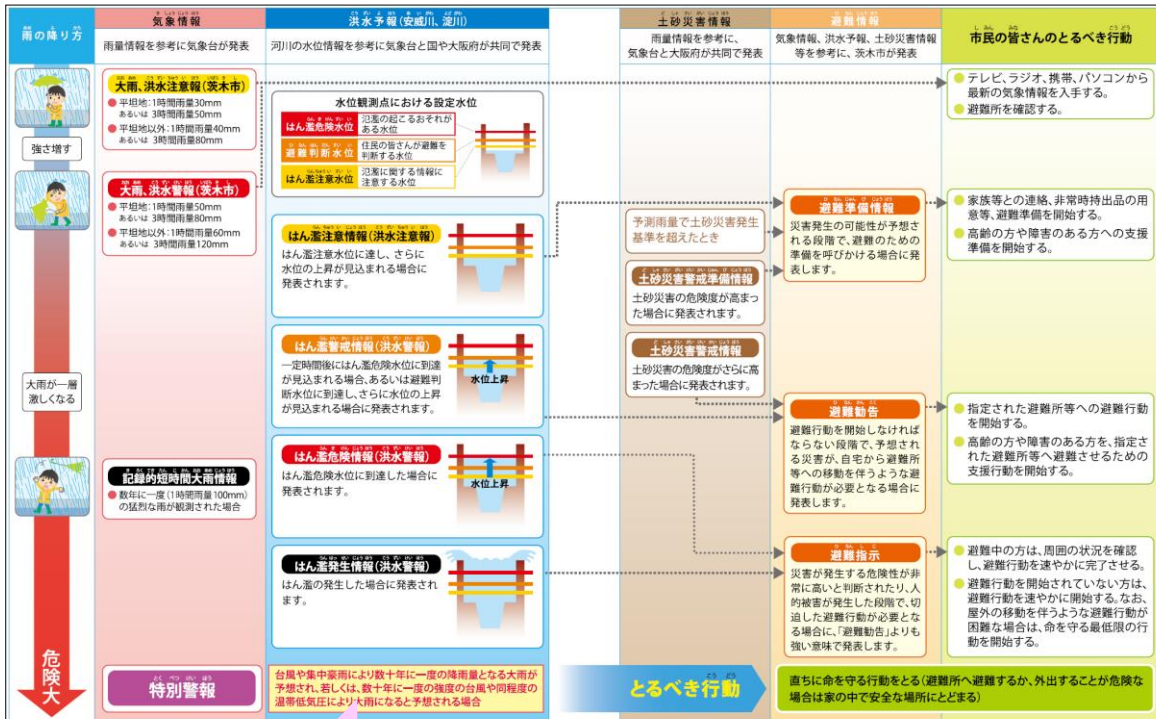 雨の降り方
気象情報
雨量情報を参考に気象台が発表
洪水予報(安威川、淀川)
河川の水位情報を参考に気象台と国や大阪府が共同で発表
土砂災害情報
雨量情報を参考に、
気象台と大阪府が共同で発表
避難情報
気象情報、洪水予報、土砂災害情報
等を参考に、茨木市が発表
市民の皆さんのとるべき行動
強さ増す
大雨が一層
激しくなる
危険大
大雨、洪水注意報(茨木市)
●平坦地:1時間雨量30mm
あるいは 3時間雨量50mm
●平坦地以外:1時間雨量40mm
あるいは 3時間雨量80mm
大雨、洪水警報(茨木市)
●平坦地:1時間雨量50mm
あるいは 3時間雨量80mm
●平坦地以外:1時間雨量60mm
あるいは 3時間雨量120mm
記録的短時間大雨情報
●数年に一度(1時間雨量100mm)
の猛烈な雨が観測された場合
特別警報
水位観測点における設定水位
はん濫危険水位
氾濫の起こるおそれが
ある水位
避難判断水位
住民の皆さんが避難を
判断する水位
はん濫注意水位
氾濫に関する情報に
注意する水位
はん濫注意情報(洪水注意報)
はん濫注意水位に達し、さらに
水位の上昇が見込まれる場合に
発表されます。
はん濫警戒情報(洪水警報)
一定時間後にはん濫危険水位に到達
が見込まれる場合、あるいは避難判
断水位に到達し、さらに水位の上昇
が見込まれる場合に発表されます。
水位上昇
はん濫危険情報(洪水警報)
はん濫危険水位に到達した場合に
発表されます。
水位上昇
はん濫発生情報(洪水警報)
はん濫の発生した場合に発表されま
す。
台風や集中豪雨により数十年に一度の降雨量となる大雨が
予想され、若しくは、数十年に一度の強度の台風や同程度の
温帯低気圧により大雨になると予想される場合
予測雨量で土砂災害発生
基準を超えたとき
土砂災害警戒準備情報
土砂災害の危険度が高まっ
た場合に発表されます。
土砂災害警戒情報
土砂災害の危険度がさらに高
まった場合に発表されます。
避難準備情報
災害発生の可能性が予想
される段階で、避難のための
準備を呼びかける場合に発
表します。
避難勧告
避難行動を開始しなければ
ならない段階で、予想され
る災害が、自宅から避難所
等への移動を伴うような避
難行動が必要となる場合に
発表します。
避難指示
災害が発生する危険性が非
常に高いと判断されたり、人
的被害が発生した段階で、切
迫した避難行動が必要とな
る場合に、「避難勧告」よりも
強い意味で発表します。
●テレビ、ラジオ、携帯、パソコンから
最新の気象情報を入手する。
●避難所を確認する。
●家族等との連絡、非常時持出品の用
意等、避難準備を開始する。
●高齢の方や障害のある方への支援
準備を開始する。
●指定された避難所等への避難行動
を開始する。
●高齢の方や障害のある方を、指定さ
れた避難所等へ避難させるための
支援行動を開始する。
●避難中の方は、周囲の状況を確認
し、避難行動を速やかに完了させる。
●避難行動を開始されていない方は、
避難行動を速やかに開始する。なお、
屋外の移動を伴うような避難行動が
困難な場合は、命を守る最低限の行
動を開始する。
とるべき行動
直ちに命を守る行動をとる(避難所へ避難するか、外出することが危険な
場合は家の中で安全な場所にとどまる)